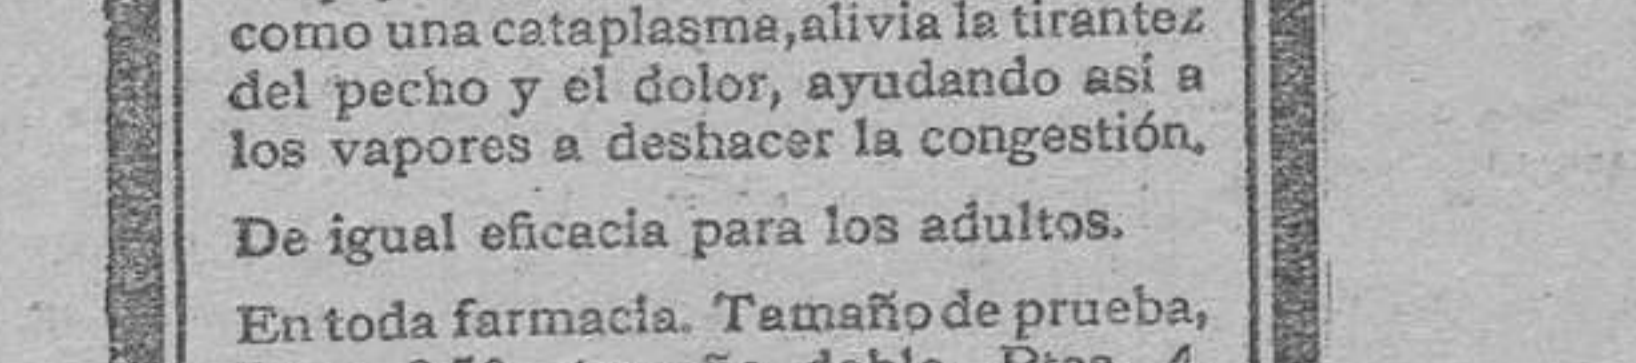 como una cataplasma, alivia la tirantez
del pecho y el dolor, ayudando así a
los vapores a deshacer la congestión.
De igual eficacia para los adultos.
En toda farmacia. Tamaño de prueba,